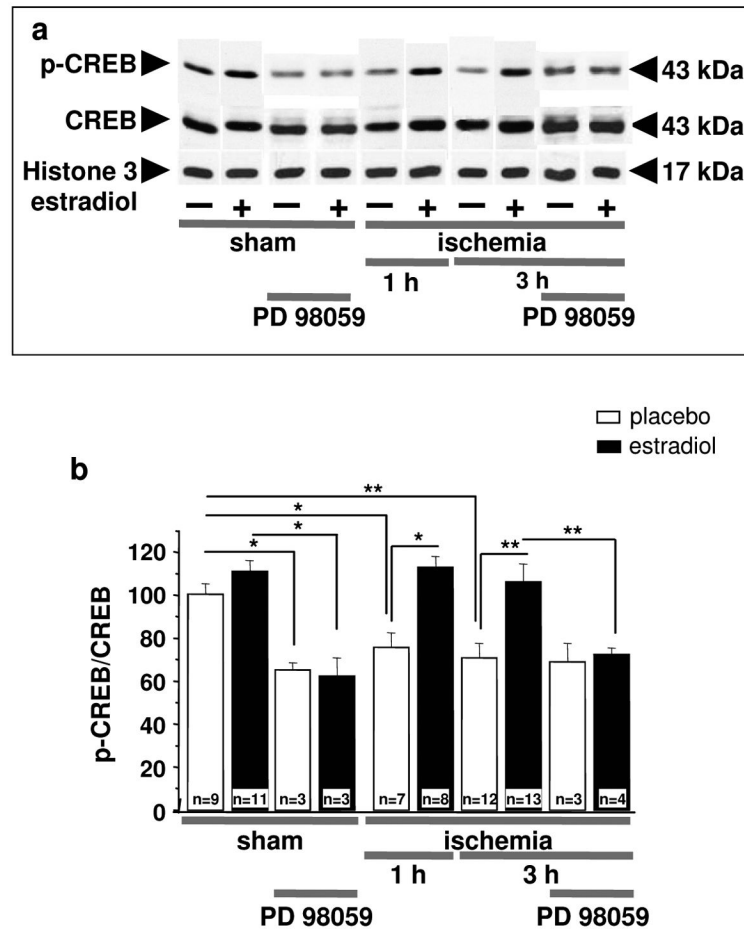 a
p-CREB 43 kDa
CREB 43 kDa
Histone 3 17 kDa
estradiol − + − + − + − + − +
sham ischemia
1 h 3 h
PD 98059 PD 98059
placebo
estradiol
b
**
*
* **
* * **
120
100
80
60
40
20
0
p-CREB/CREB
n=9 n=11 n=3 n=3 n=7 n=8 n=12 n=13 n=3 n=4
sham ischemia
1 h 3 h
PD 98059 PD 98059